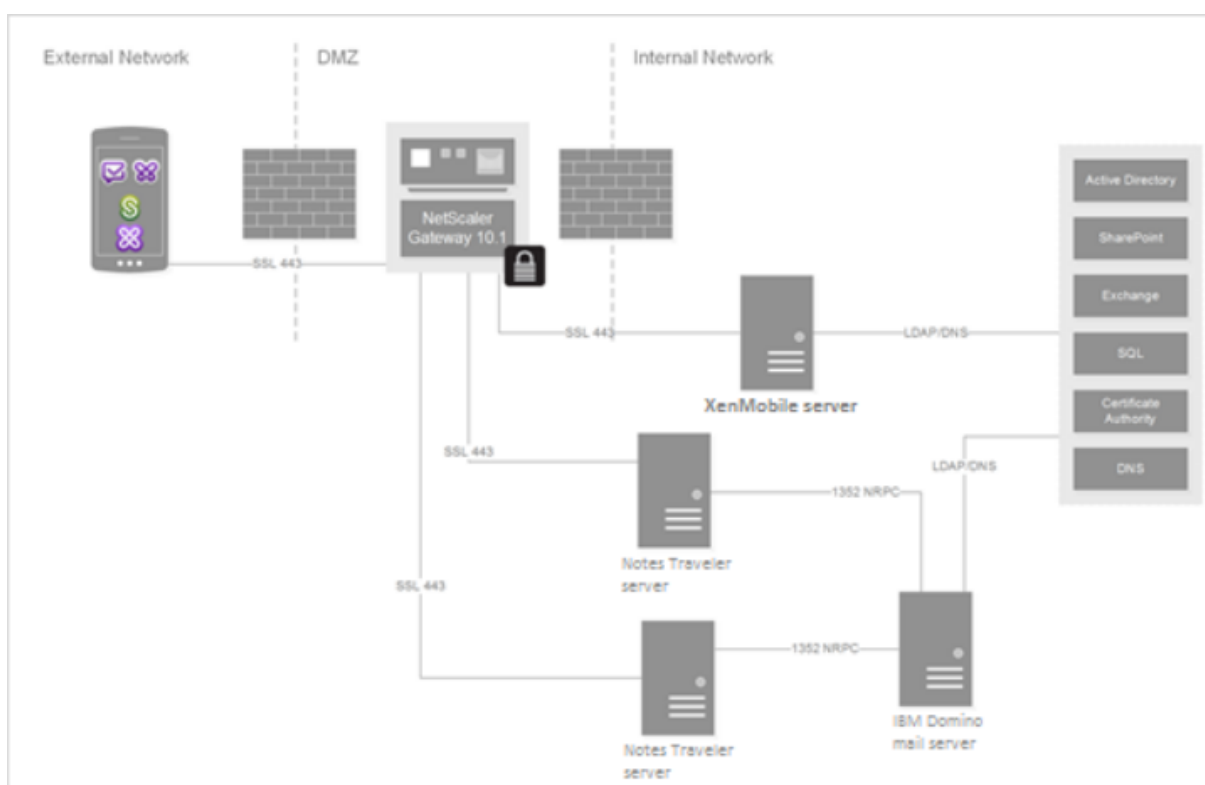 External Network
DMZ
Internal Network
NetScaler
Gateway 10.1
S
SSL 443
SSL 443
XenMobile server
LDAP/DNS
Active Directory
SharePoint
Exchange
SQL
Certificate
Authority
DNS
SSL 443
LDAP/DNS
1352 NRPC
Notes Traveler
server
SSL 443
1352 NRPC
IBM Domino
mail server
Notes Traveler
server